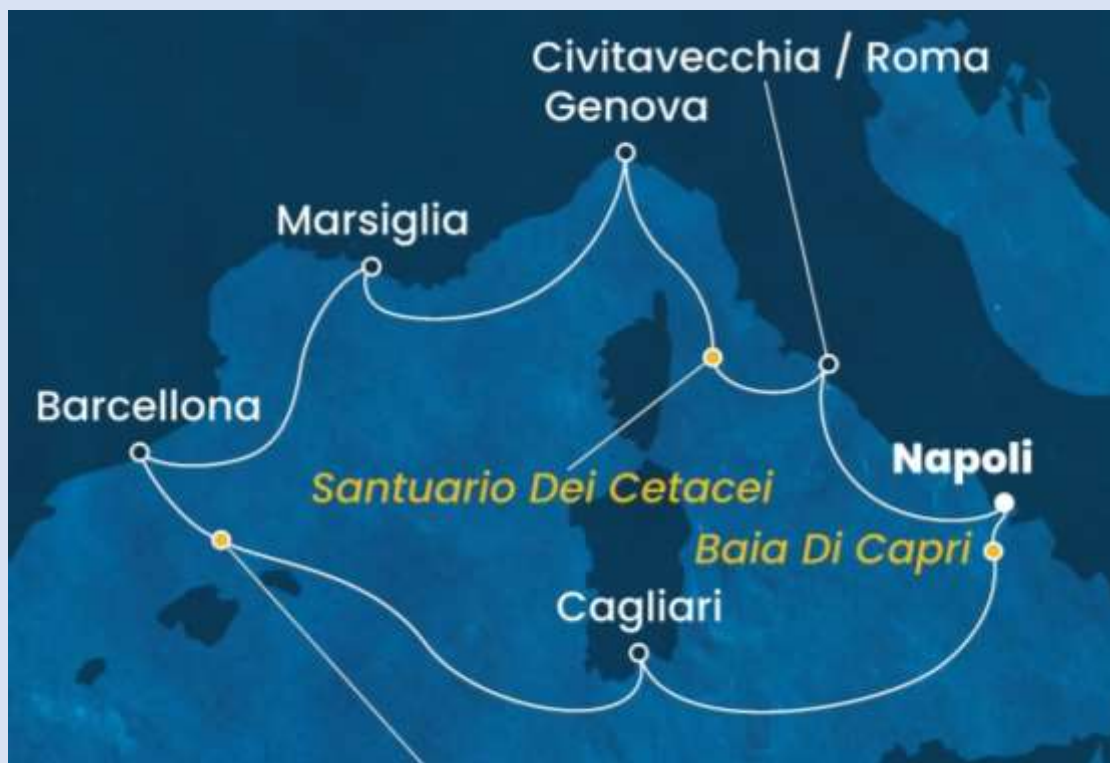 Civitavecchia / Roma
Genova
Marsiglia
Barcellona
Napoli
Santuario Dei Cetacei
Baia Di Capri
Cagliari